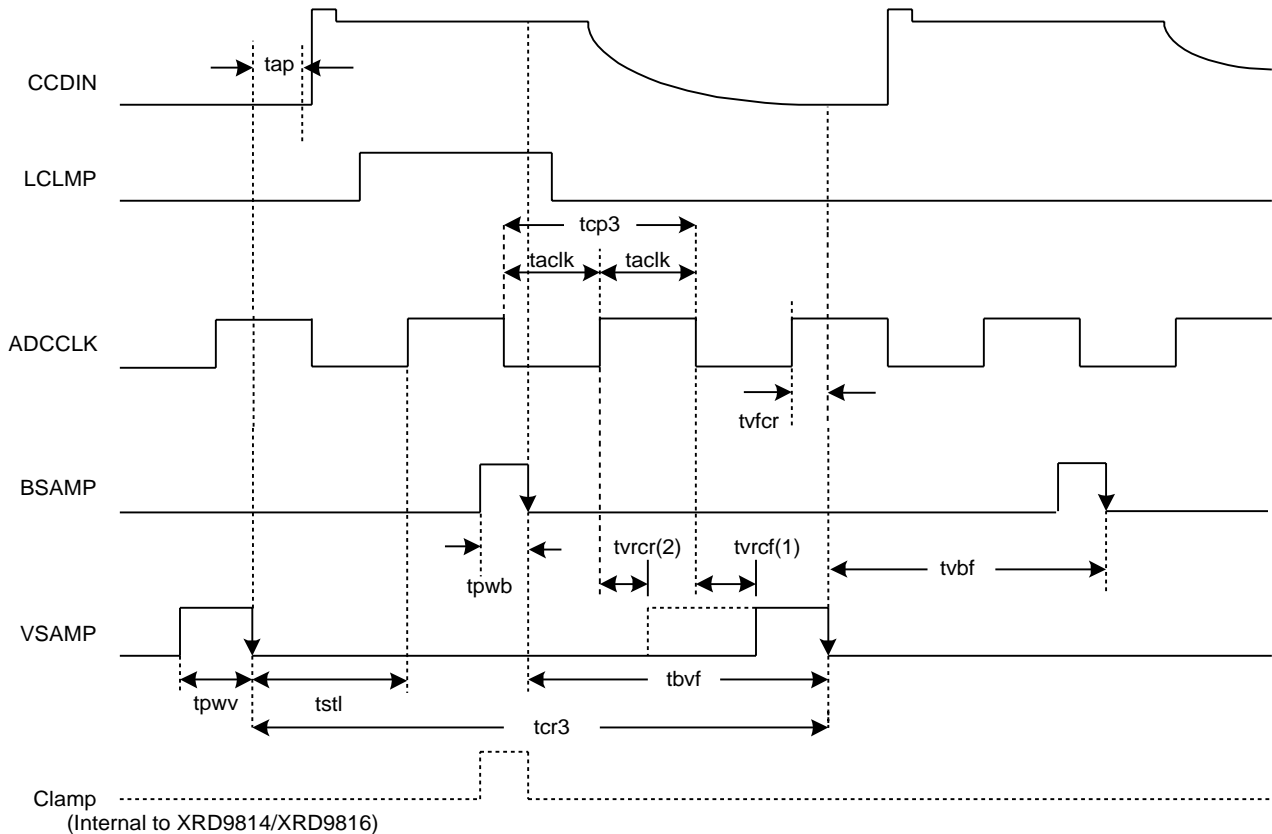 tap
CCDIN
LCLMP
tcp3
taclk taclk
ADCCLK
tvfcr
BSAMP
tvrcr(2) tvrcf(1)
tpwb tvbf
VSAMP
tpwv tstl tbvf
tcr3
Clamp
(Internal to XRD9814/XRD9816)